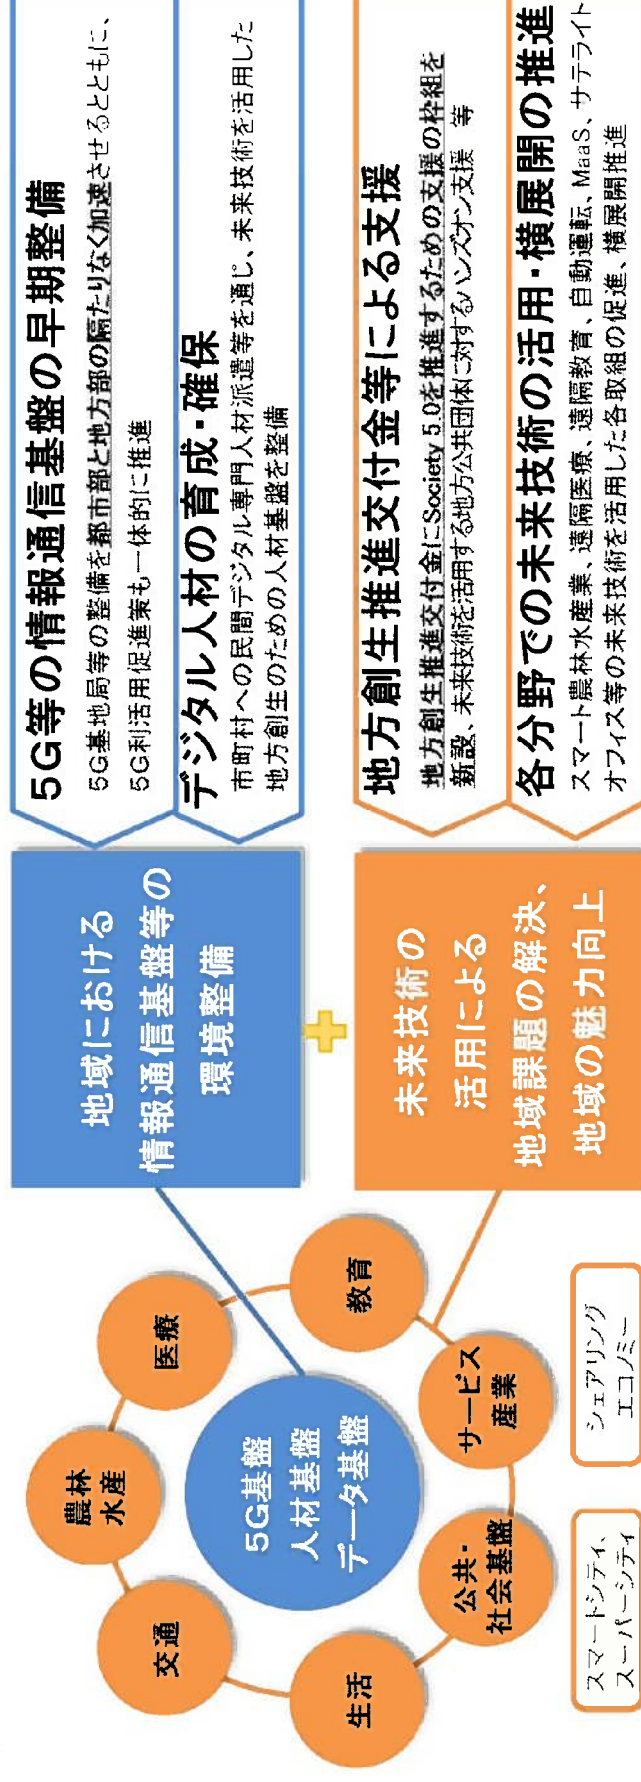 農林
水産
医療
交通
教育
5G基盤
人材基盤
データ基盤
生活
サービス
産業
公共・
社会基盤
スマートシティ、
スーパーシティ
シェアリング
エコノミー
地域における
情報通信基盤等の
環境整備
未来技術の
活用による
地域課題の解決、
地域の魅力向上
5G等の情報通信基盤の早期整備
5G基地局等の整備を都市部と地方部の隔たりなく加速させるとともに、
5G利活用促進策も一体的に推進
デジタル人材の育成・確保
市町村への民間デジタル専門人材派遣等を通じ、未来技術を活用した
地方創生のための人材基盤を整備
地方創生推進交付金等による支援
地方創生推進交付金にSociety 5.0を推進するための支援の枠組を
新設、未来技術を活用する地方公共団体に対するハンズオン支援 等
各分野での未来技術の活用・横展開の推進
スマート農林水産業、遠隔医療、遠隔教育、自動運転、MaaS、サテライト
オフィス等の未来技術を活用した各取組の促進、横展開推進